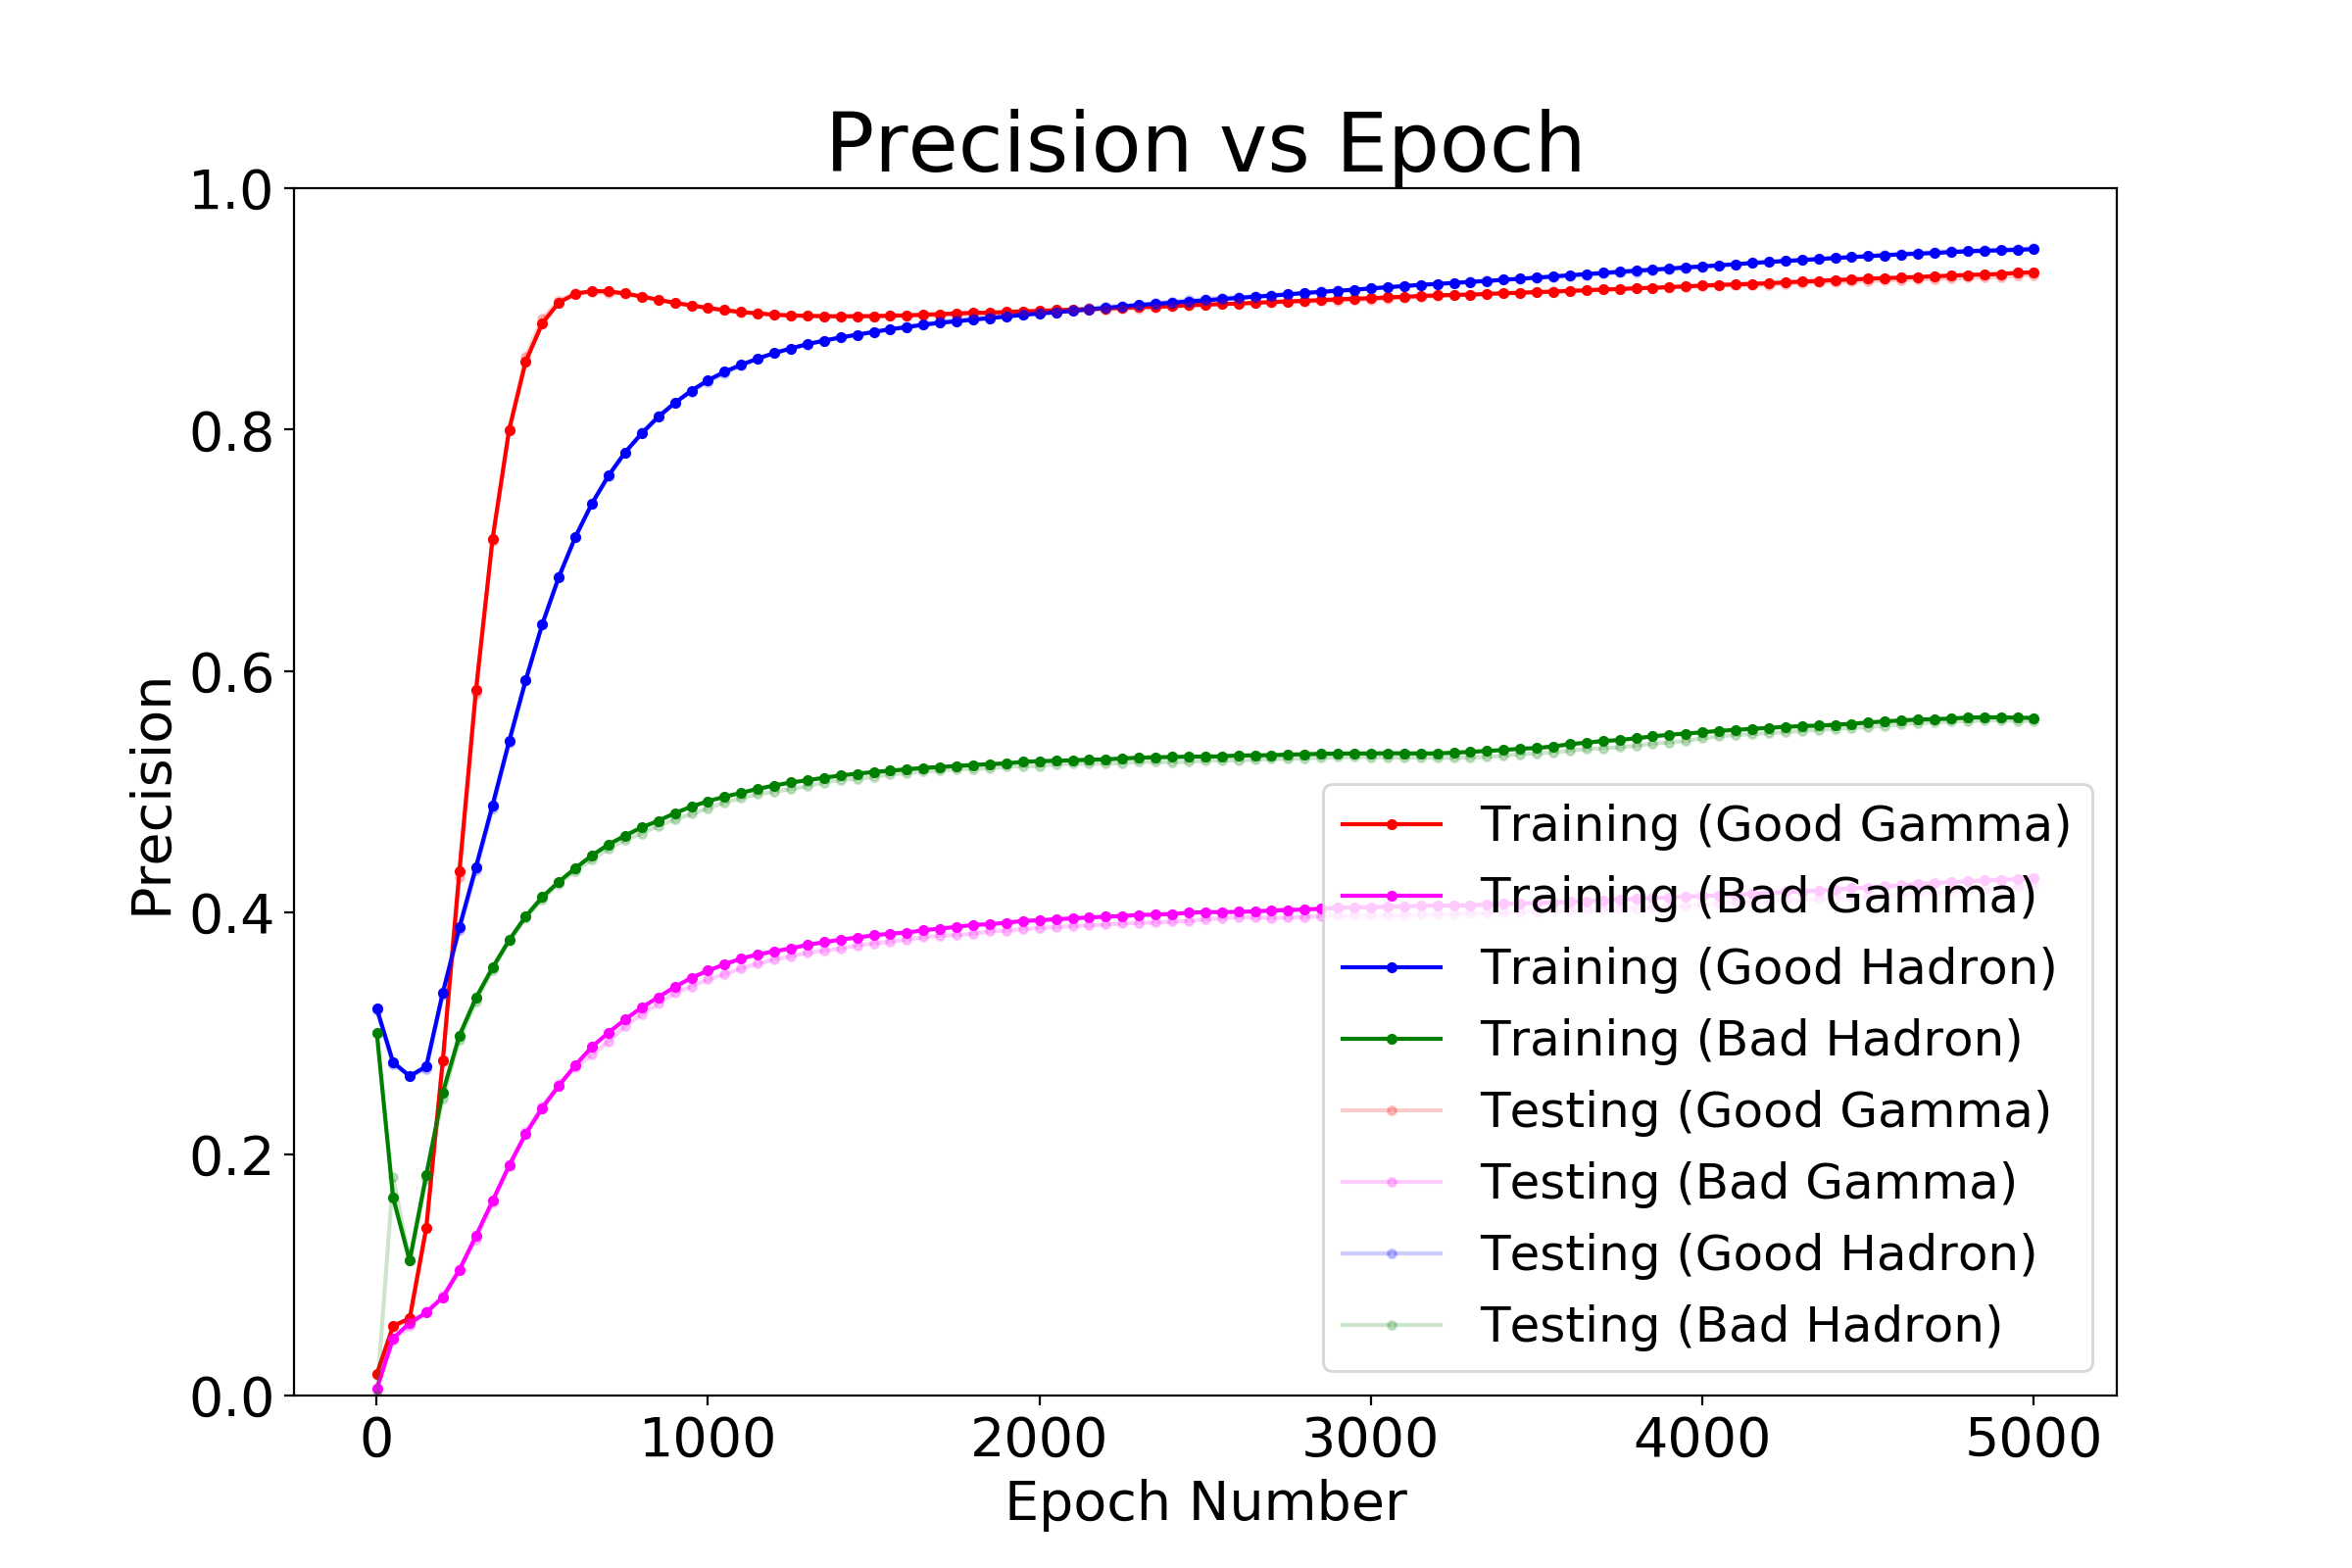 Precision vs Epoch
Precision
1.0
0.8
0.6
0.4
0.2
0.0
0 1000 2000 3000 4000 5000
Epoch Number
Training (Good Gamma)
Training (Bad Gamma)
Training (Good Hadron)
Training (Bad Hadron)
Testing (Good Gamma)
Testing (Bad Gamma)
Testing (Good Hadron)
Testing (Bad Hadron)